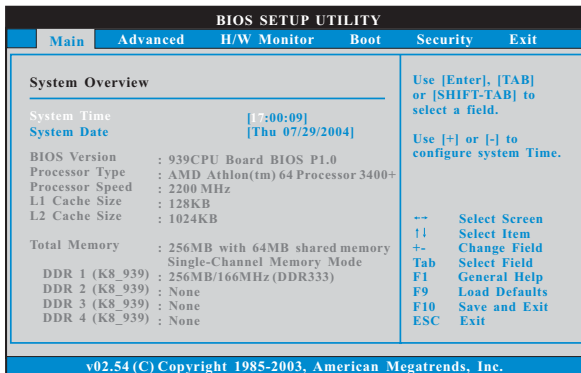 BIOS SETUP UTILITY
Main Advanced H/W Monitor Boot Security Exit
System Overview
System Time [17:00:09]
System Date [Thu 07/29/2004]
BIOS Version : 939CPU Board BIOS P1.0
Processor Type : AMD Athlon(tm) 64 Processor 3400+
Processor Speed : 2200 MHz
L1 Cache Size : 128KB
L2 Cache Size : 1024KB
Total Memory : 256MB with 64MB shared memory
Single-Channel Memory Mode
DDR 1 (K8_939) : 256MB/166MHz (DDR333)
DDR 2 (K8_939) : None
DDR 3 (K8_939) : None
DDR 4 (K8_939) : None
Use [Enter], [TAB]
or [SHIFT-TAB] to
select a field.
Use [+] or [-] to
configure system Time.
←→ Select Screen
↑↓ Select Item
+- Change Field
Tab Select Field
F1 General Help
F9 Load Defaults
F10 Save and Exit
ESC Exit
v02.54 (C) Copyright 1985-2003, American Megatrends, Inc.